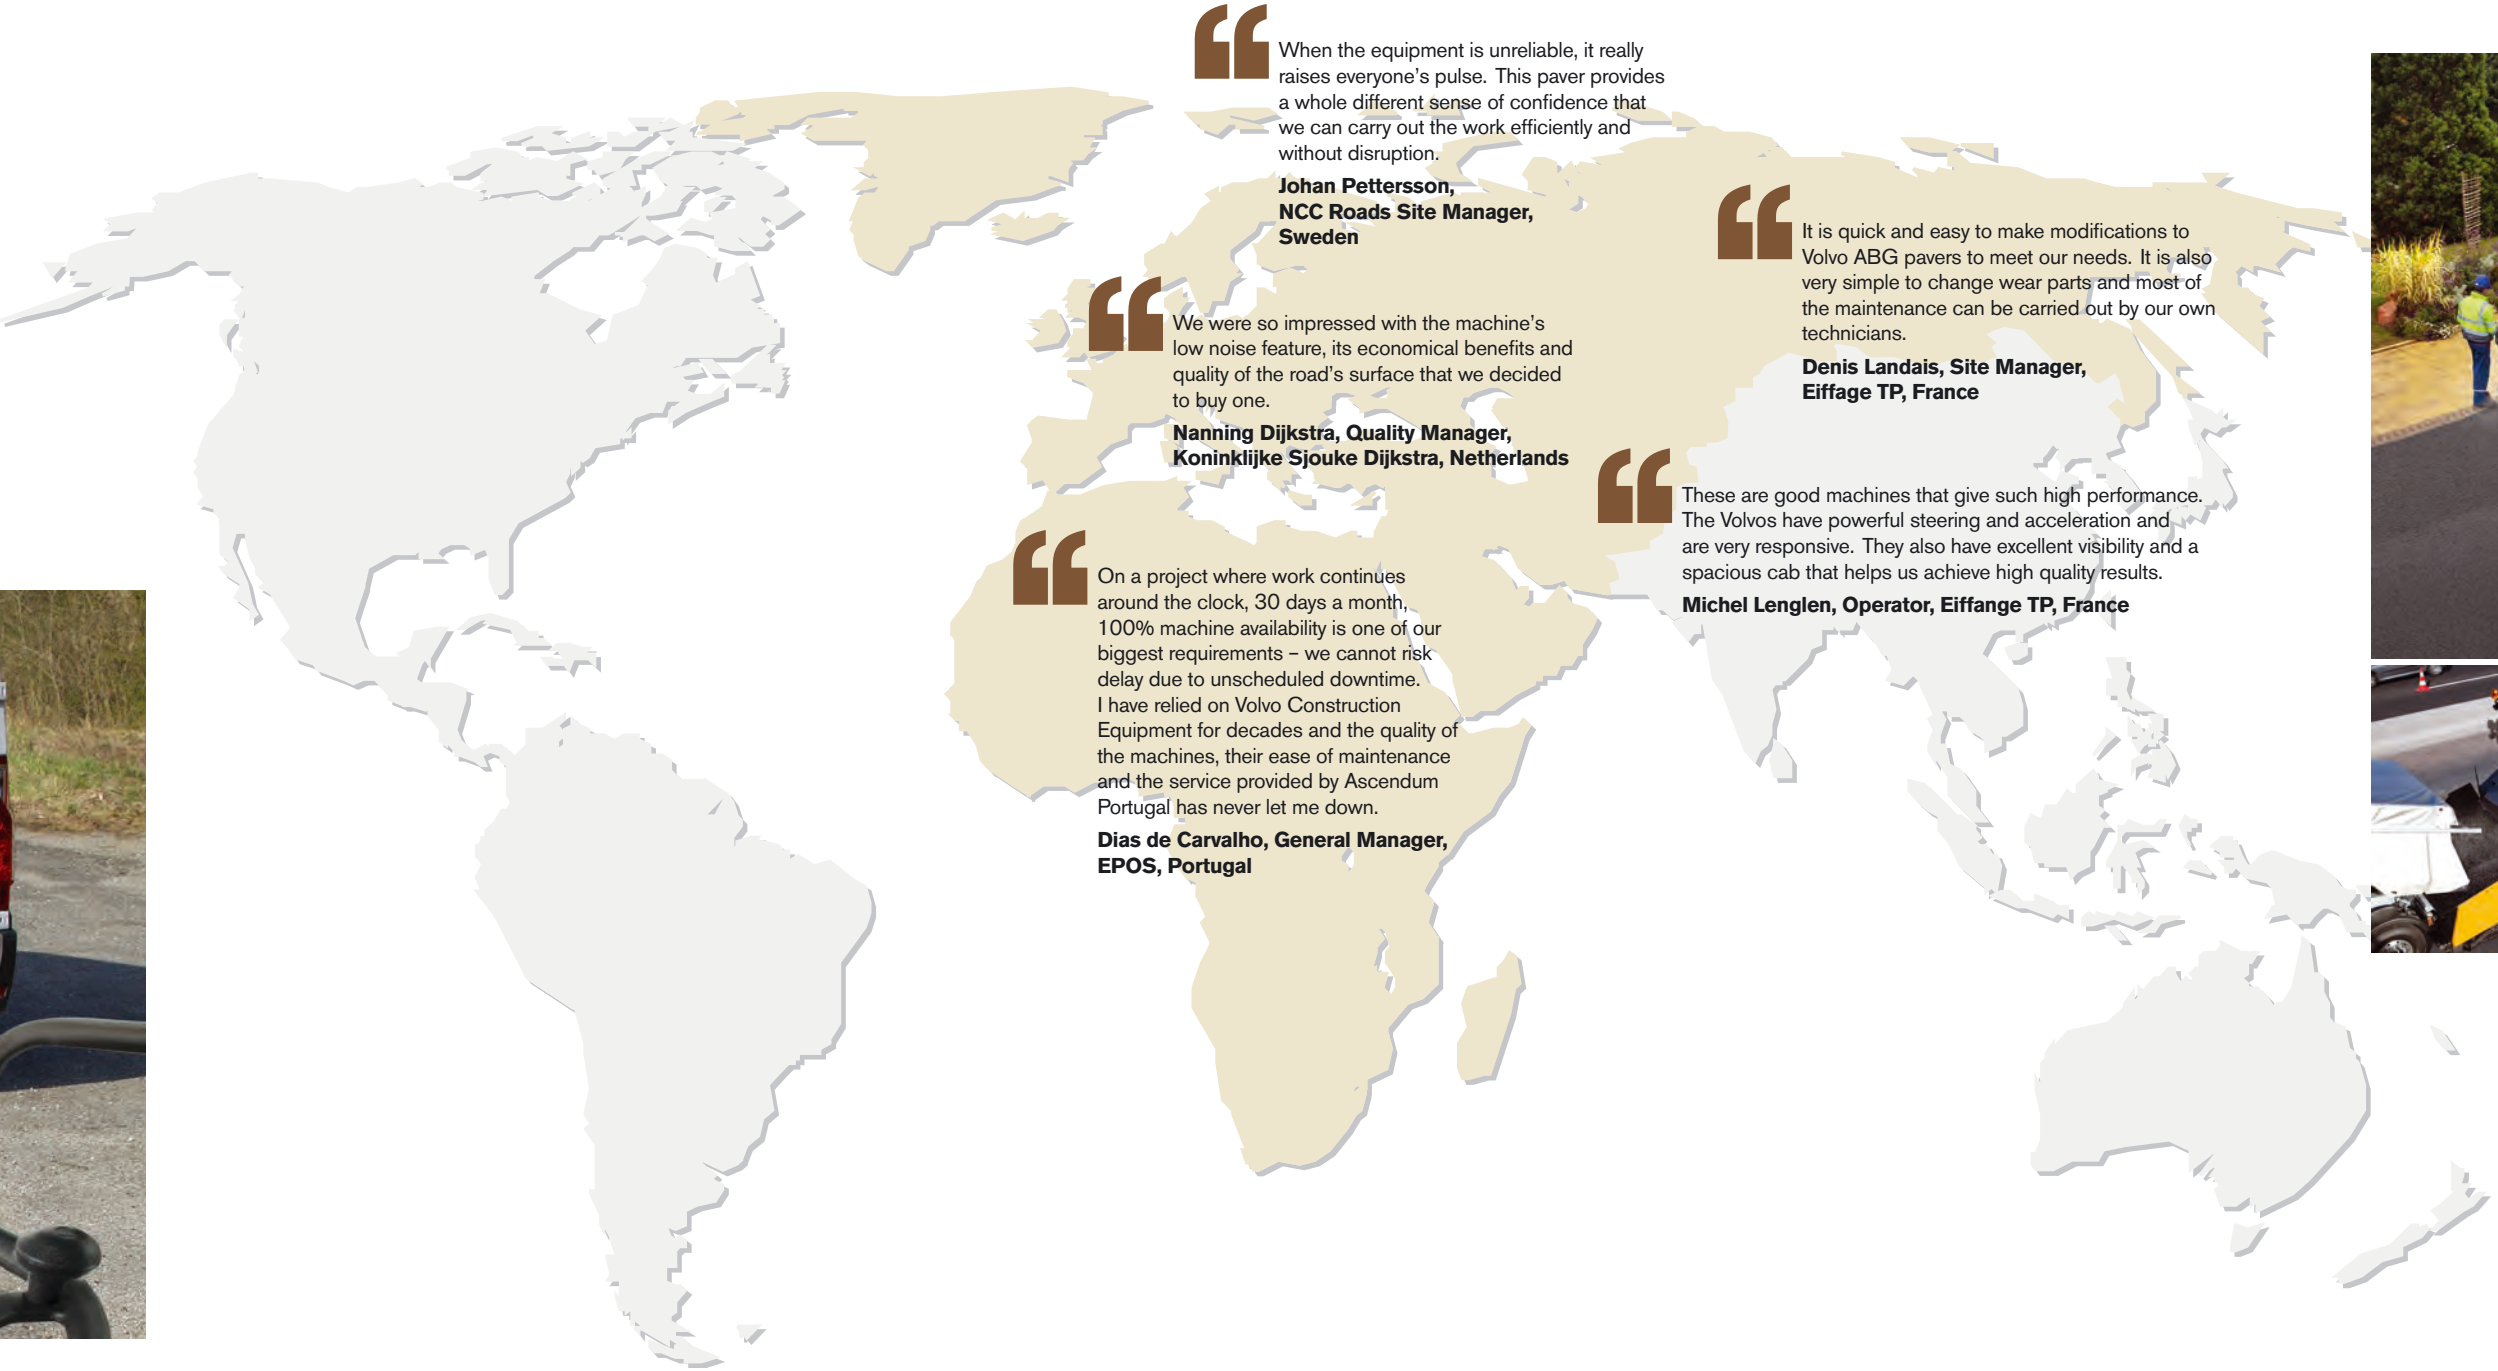 When the equipment is unreliable, it really
raises everyone's pulse. This paver provides
a whole different sense of confidence that
we can carry out the work efficiently and
without disruption.
Johan Pettersson,
NCC Roads Site Manager,
Sweden
It is quick and easy to make modifications to
Volvo ABG pavers to meet our needs. It is also
very simple to change wear parts and most of
the maintenance can be carried out by our own
technicians.
Denis Landais, Site Manager,
Eiffage TP, France
We were so impressed with the machine's
low noise feature, its economical benefits and
quality of the road's surface that we decided
to buy one.
Nanning Dijkstra, Quality Manager,
Koninklijke Sjouke Dijkstra, Netherlands
These are good machines that give such high performance.
The Volvos have powerful steering and acceleration and
are very responsive. They also have excellent visibility and a
spacious cab that helps us achieve high quality results.
Michel Lenglen, Operator, Eiffange TP, France
On a project where work continues
around the clock, 30 days a month,
100% machine availability is one of our
biggest requirements – we cannot risk
delay due to unscheduled downtime.
I have relied on Volvo Construction
Equipment for decades and the quality of
the machines, their ease of maintenance
and the service provided by Ascendum
Portugal has never let me down.
Dias de Carvalho, General Manager,
EPOS, Portugal